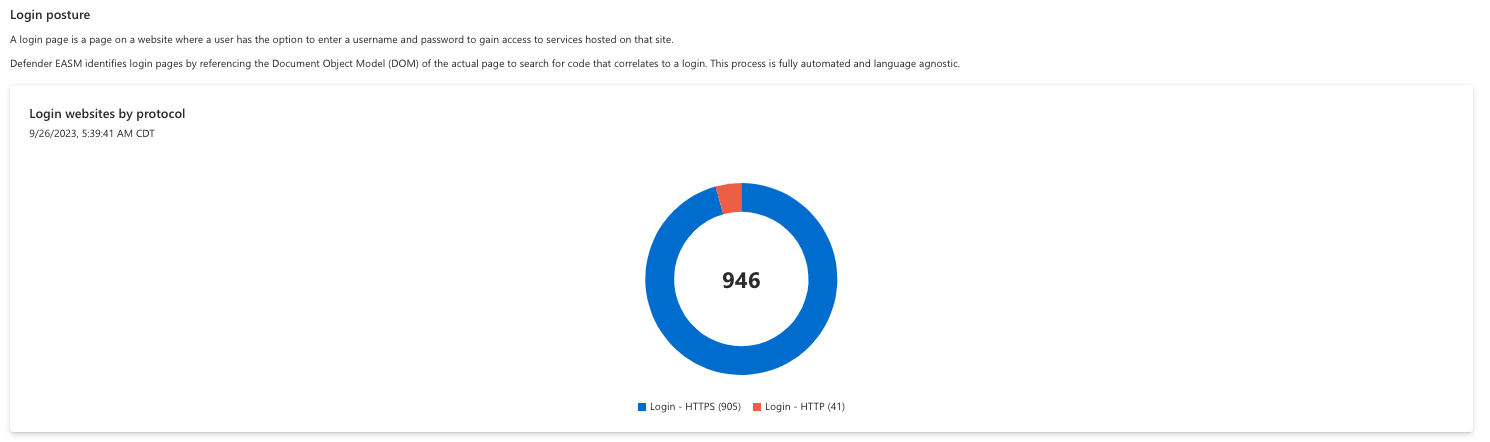 Login posture
A login page is a page on a website where a user has the option to enter a username and password to gain access to services hosted on that site.
Defender EASM identifies login pages by referencing the Document Object Model (DOM) of the actual page to search for code that correlates to a login. This process is fully automated and language agnostic.
Login websites by protocol
9/26/2023, 5:39:41 AM CDT
946
Login - HTTPS (905) Login - HTTP (41)